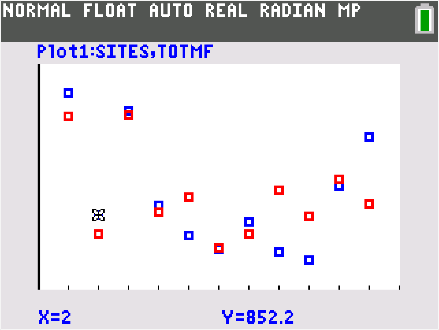 NORMAL FLOAT AUTO REAL RADIAN MP
Plot1:SITES,TOTMF
X=2 Y=852.2